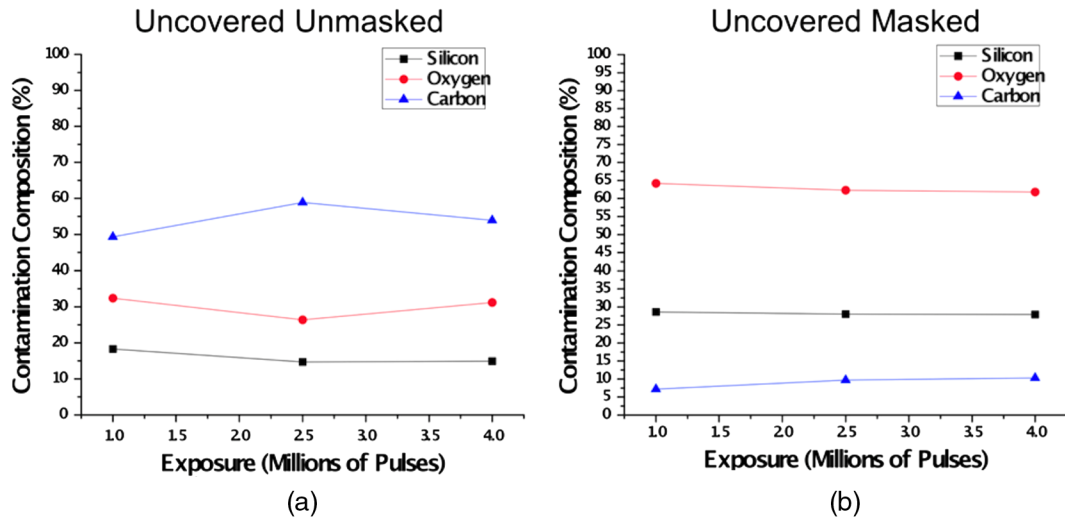 Uncovered Unmasked
100
90
80
70
60
50
40
30
20
10
0
Contamination Composition (%)
Silicon
Oxygen
Carbon
1.0 1.5 2.0 2.5 3.0 3.5 4.0
Exposure (Millions of Pulses)
(a)
Uncovered Masked
100
95
90
85
80
75
70
65
60
55
50
45
40
35
30
25
20
15
10
5
0
Contamination Composition (%)
Silicon
Oxygen
Carbon
1.0 1.5 2.0 2.5 3.0 3.5 4.0
Exposure (Millions of Pulses)
(b)